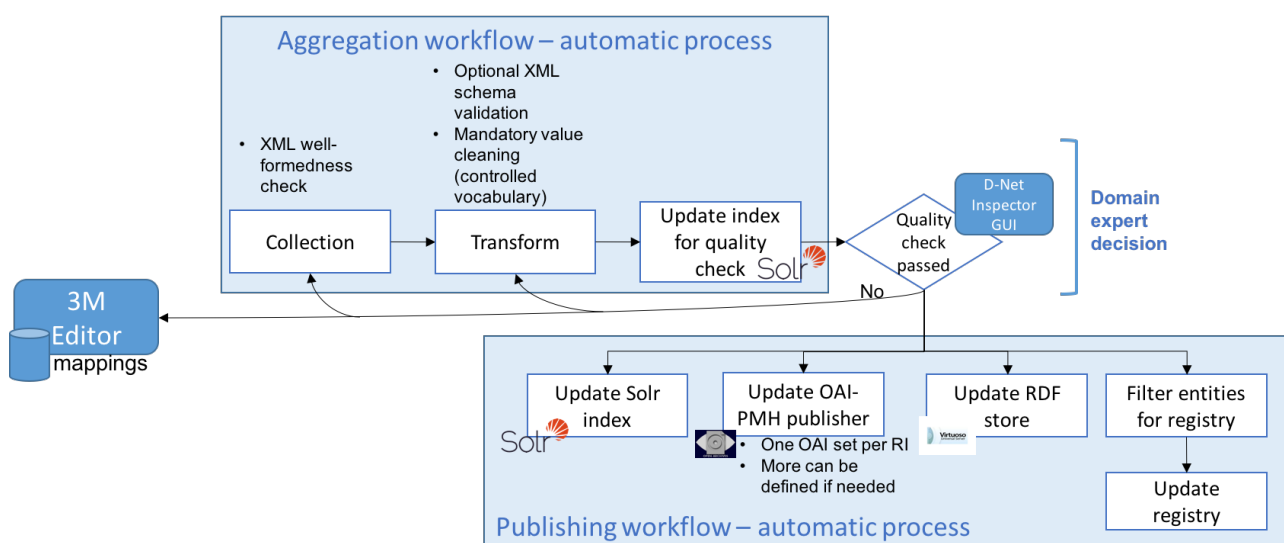 Aggregation workflow – automatic process
• Optional XML
schema
validation
• Mandatory value
cleaning
(controlled
vocabulary)
• XML well-
formedness
check
Collection
Transform
Update index
for quality
check
Solr
Quality
check
passed
D-Net
Inspector
GUI
Domain
expert
decision
No
3M
Editor
mappings
Update Solr
index
Solr
Update OAI-
PMH publisher
• One OAI set per RI
• More can be
defined if needed
Update RDF
store
Virtuoso
Filter entities
for registry
Update
registry
Publishing workflow – automatic process